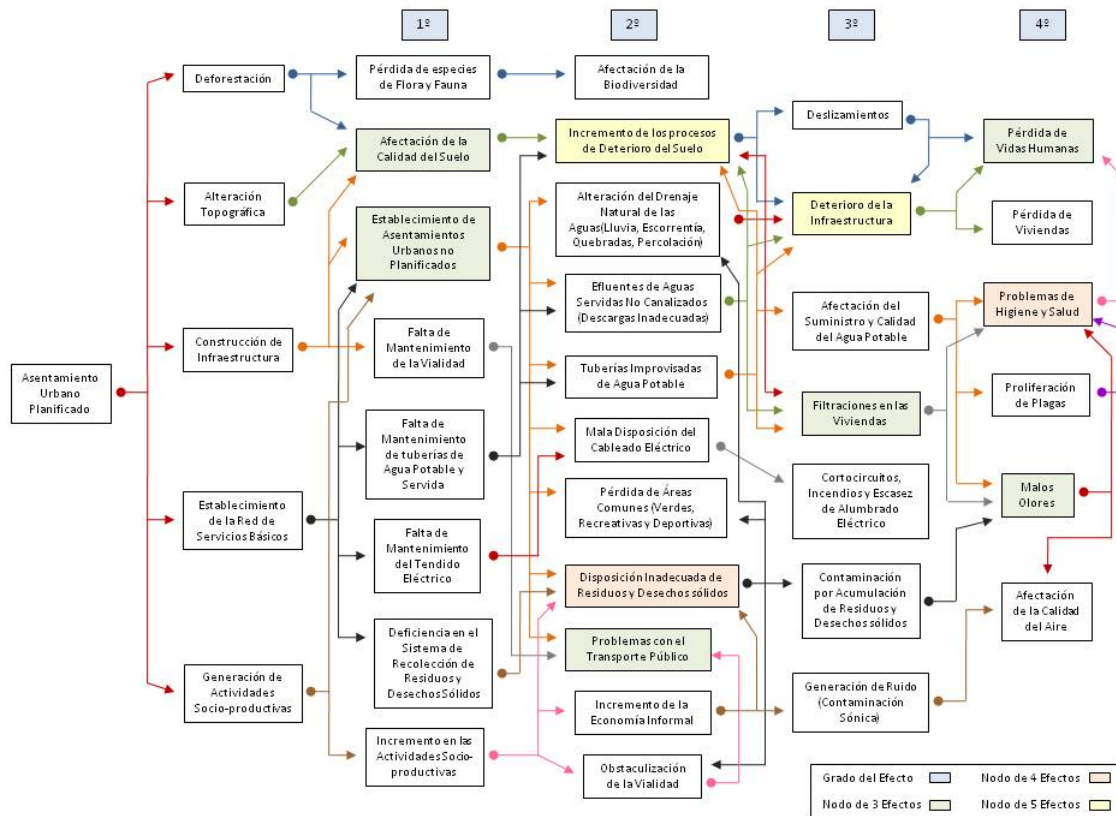 1º
2º
3º
4º
Asentamiento
Urbano
Planificado
Deforestación
Alteración
Topográfica
Construcción de
Infraestructura
Establecimiento
de la Red de
Servicios Básicos
Generación de
Actividades
Socio-productivas
Pérdida de especies
de Flora y Fauna
Afectación de la
Calidad del Suelo
Establecimiento de
Asentamientos
Urbanos no
Planificados
Falta de
Mantenimiento
de la Vialidad
Falta de
Mantenimiento
de tuberías de
Agua Potable y
Servida
Falta de
Mantenimiento
del Tendido
Eléctrico
Deficiencia en el
Sistema de
Recolección de
Residuos y
Desechos Sólidos
Incremento en las
Actividades Socio-
productivas
Afectación de la
Biodiversidad
Incremento de los procesos
de Deterioro del Suelo
Alteración del Drenaje
Natural de las
Aguas(Lluvia, Escorrentía,
Quebradas, Percolación)
Efluentes de Aguas
Servidas No Canalizados
(Descargas Inadecuadas)
Tuberías Improvisadas
de Agua Potable
Mala Disposición del
Cableado Eléctrico
Pérdida de Áreas
Comunes (Verdes,
Recreativas y Deportivas)
Disposición Inadecuada de
Residuos y Desechos sólidos
Problemas con el
Transporte Público
Incremento de la
Economía Informal
Obstaculización
de la Vialidad
Deslizamientos
Deterioro de la
Infraestructura
Afectación del
Suministro y Calidad
del Agua Potable
Filtraciones en las
Viviendas
Cortocircuitos,
Incendios y Escasez
de Alumbrado
Eléctrico
Contaminación
por Acumulación
de Residuos y
Desechos sólidos
Generación de Ruido
(Contaminación
Sónica)
Pérdida de
Vidas Humanas
Pérdida de
Viviendas
Problemas de
Higiene y Salud
Proliferación
de Plagas
Malos
Olores
Afectación
de la Calidad
del Aire
Grado del Efecto
Nodo de 4 Efectos
Nodo de 3 Efectos
Nodo de 5 Efectos